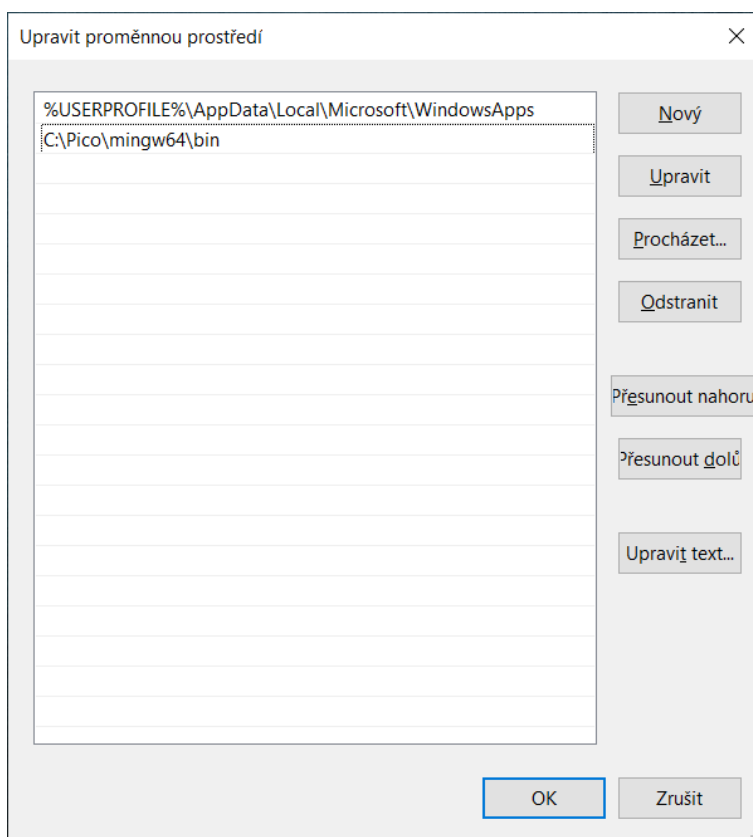 Upravit proměnnou prostředí
%USERPROFILE%\AppData\Local\Microsoft\WindowsApps
C:\Pico\mingw64\bin
Nový
Upravit
Procházet...
Odstranit
Přesunout nahoru
Přesunout dolů
Upravit text...
OK
Zrušit